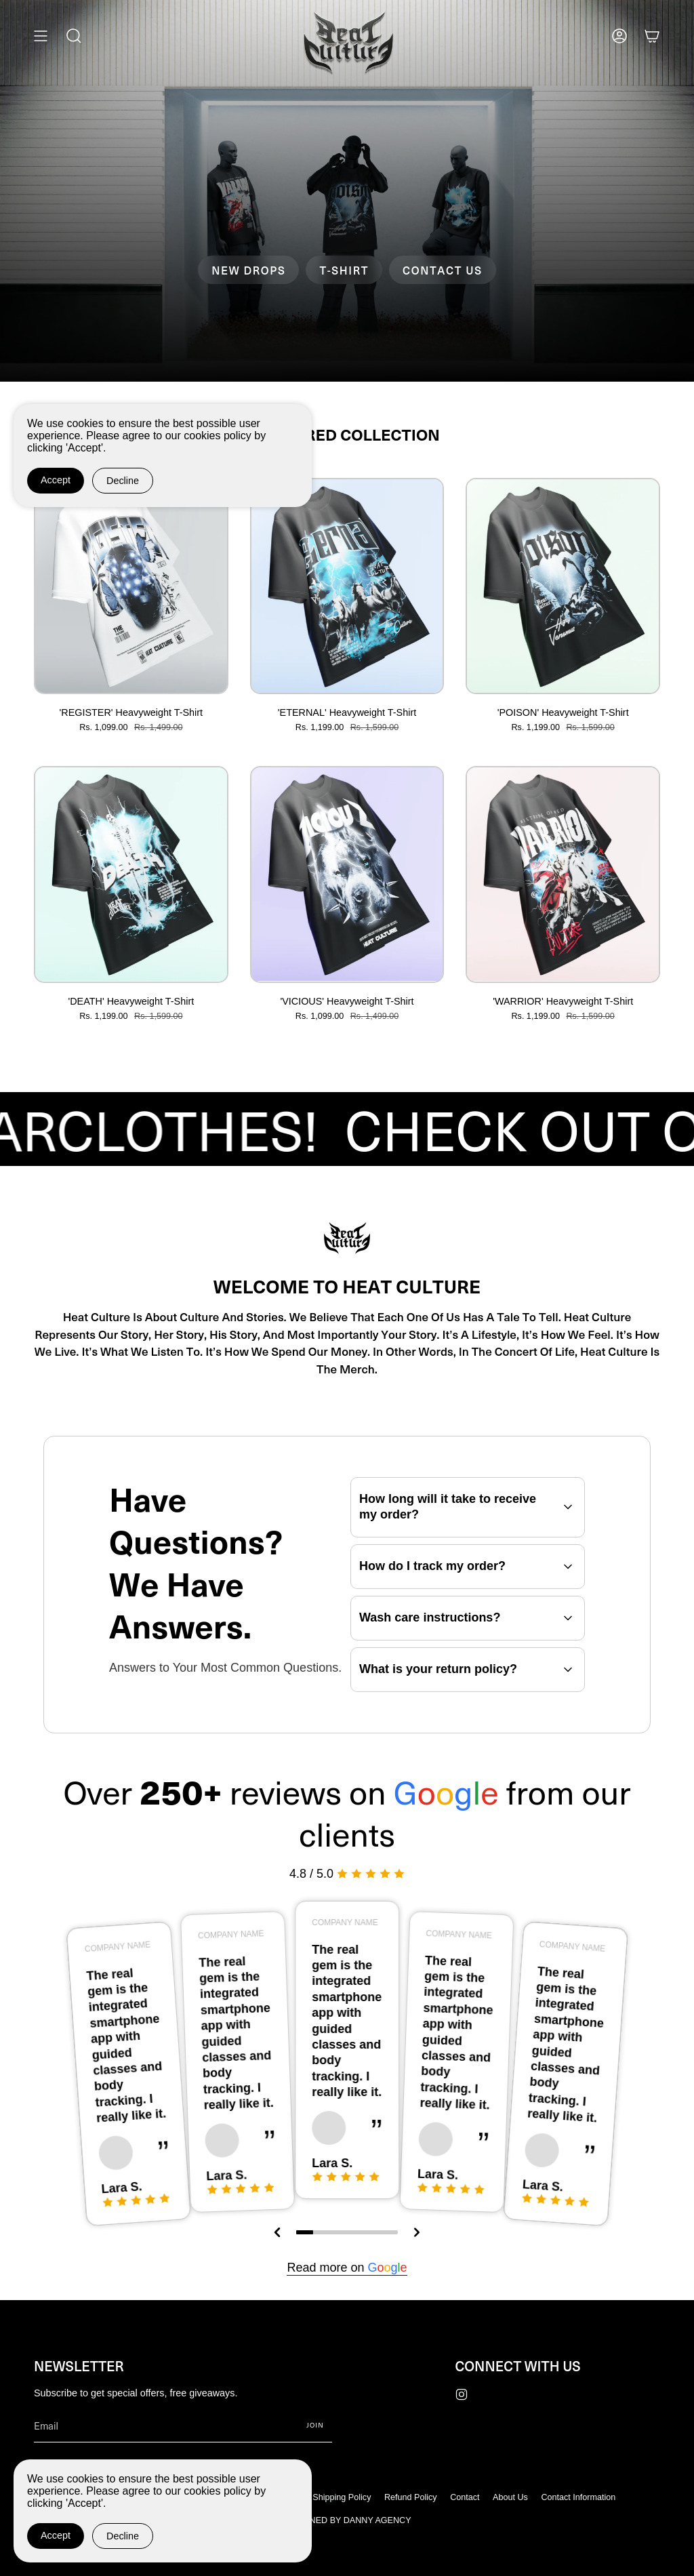 Heat
Culture
NEW DROPS
T-SHIRT
CONTACT US
RED COLLECTION
We use cookies to ensure the best possible user
experience. Please agree to our cookies policy by
clicking 'Accept'.
Accept
Decline
'REGISTER' Heavyweight T-Shirt
Rs. 1,099.00 Rs. 1,499.00
'ETERNAL' Heavyweight T-Shirt
Rs. 1,199.00 Rs. 1,599.00
'POISON' Heavyweight T-Shirt
Rs. 1,199.00 Rs. 1,599.00
DEATH
HEAT CULTURE
WARRIOR
CULTURE
'DEATH' Heavyweight T-Shirt
Rs. 1,199.00 Rs. 1,599.00
'VICIOUS' Heavyweight T-Shirt
Rs. 1,099.00 Rs. 1,499.00
'WARRIOR' Heavyweight T-Shirt
Rs. 1,199.00 Rs. 1,599.00
ARCLOTHES! CHECK OUT
Heat
Culture
WELCOME TO HEAT CULTURE
Heat Culture Is About Culture And Stories. We Believe That Each One Of Us Has A Tale To Tell. Heat Culture
Represents Our Story, Her Story, His Story, And Most Importantly Your Story. It's A Lifestyle, It's How We Feel. It's How
We Live. It's What We Listen To. It's How We Spend Our Money. In Other Words, In The Concert Of Life, Heat Culture Is
The Merch.
Have
Questions?
We Have
Answers.
Answers to Your Most Common Questions.
How long will it take to receive
my order?
How do I track my order?
Wash care instructions?
What is your return policy?
Over 250+ reviews on Google from our
clients
4.8 / 5.0
COMPANY NAME
The real
gem is the
integrated
smartphone
app with
guided
classes and
body
tracking. I
really like it.
”
Lara S.
COMPANY NAME
The real
gem is the
integrated
smartphone
app with
guided
classes and
body
tracking. I
really like it.
”
Lara S.
COMPANY NAME
The real
gem is the
integrated
smartphone
app with
guided
classes and
body
tracking. I
really like it.
”
Lara S.
COMPANY NAME
The real
gem is the
integrated
smartphone
app with
guided
classes and
body
tracking. I
really like it.
”
Lara S.
COMPANY NAME
The real
gem is the
integrated
smartphone
app with
guided
classes and
body
tracking. I
really like it.
”
Lara S.
Read more on Google
NEWSLETTER
Subscribe to get special offers, free giveaways.
Email
JOIN
CONNECT WITH US
Shipping Policy
Refund Policy
Contact
About Us
Contact Information
NED BY DANNY AGENCY
We use cookies to ensure the best possible user
experience. Please agree to our cookies policy by
clicking 'Accept'.
Accept
Decline